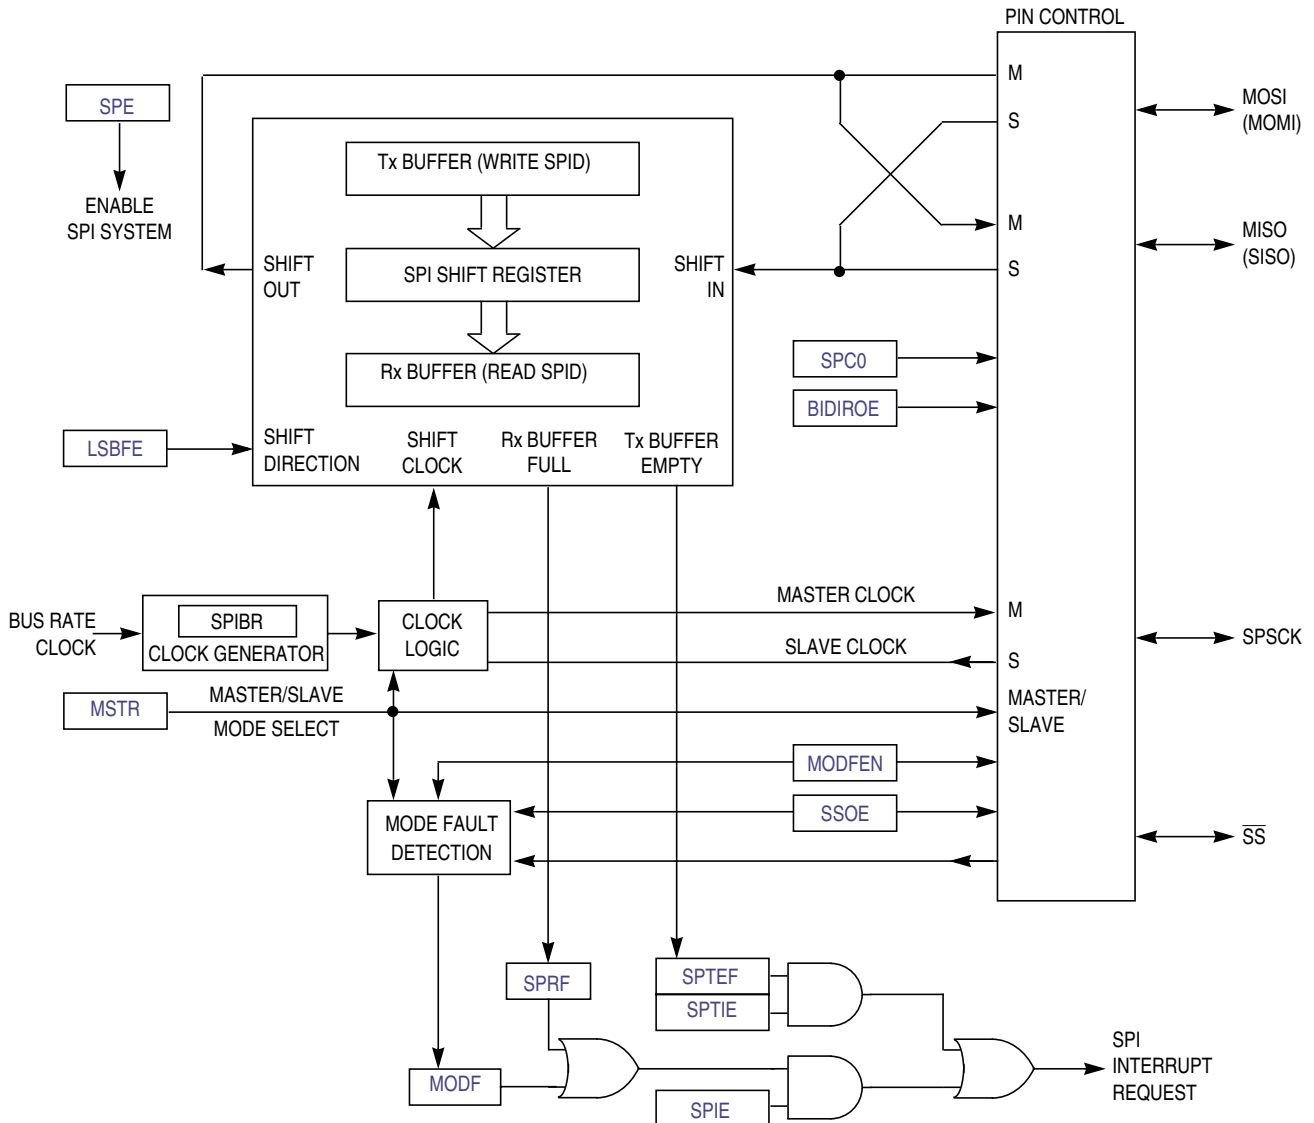 PIN CONTROL
M
MOSI
(MOMI)
SPE
S
Tx BUFFER (WRITE SPID)
ENABLE
SPI SYSTEM
M
MISO
(SISO)
SHIFT
OUT
SPI SHIFT REGISTER
SHIFT
IN
S
SPC0
Rx BUFFER (READ SPID)
BIDIROE
LSBFE
SHIFT
DIRECTION
SHIFT
CLOCK
Rx BUFFER
FULL
Tx BUFFER
EMPTY
MASTER CLOCK
M
BUS RATE
CLOCK
SPIBR
CLOCK GENERATOR
CLOCK
LOGIC
SLAVE CLOCK
S
SPSCK
MSTR
MASTER/SLAVE
MODE SELECT
MASTER/
SLAVE
MODFEN
SSOE
MODE FAULT
DETECTION
S̅S̅
SPRF
SPTEF
SPTIE
MODF
SPIE
SPI
INTERRUPT
REQUEST